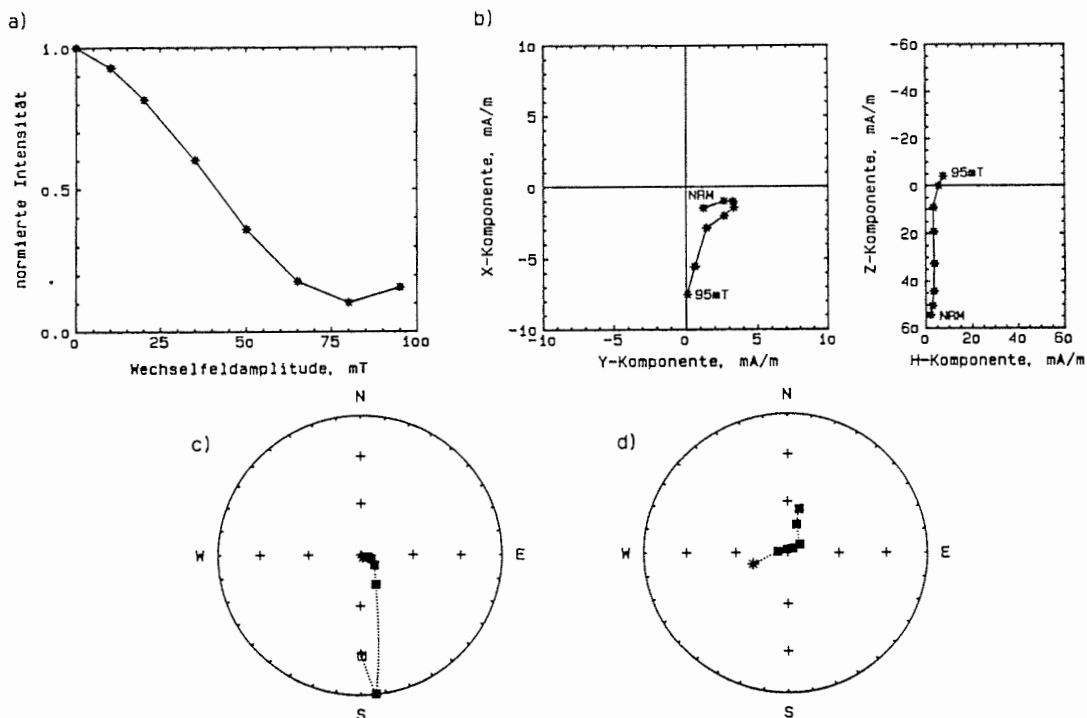 a)
1.0
0.5
0.0
normierte Intensität
0 25 50 75 100
Wechselfeldamplitude, mT
b)
10
5
0
-5
-10
X-Komponente, mA/m
NRM
95mT
-10 -5 0 5 10
Y-Komponente, mA/m
-60
-40
-20
0
20
40
60
Z-Komponente, mA/m
95mT
NRM
0 20 40 60
H-Komponente, mA/m
c)
N
W
E
S
d)
N
W
E
S